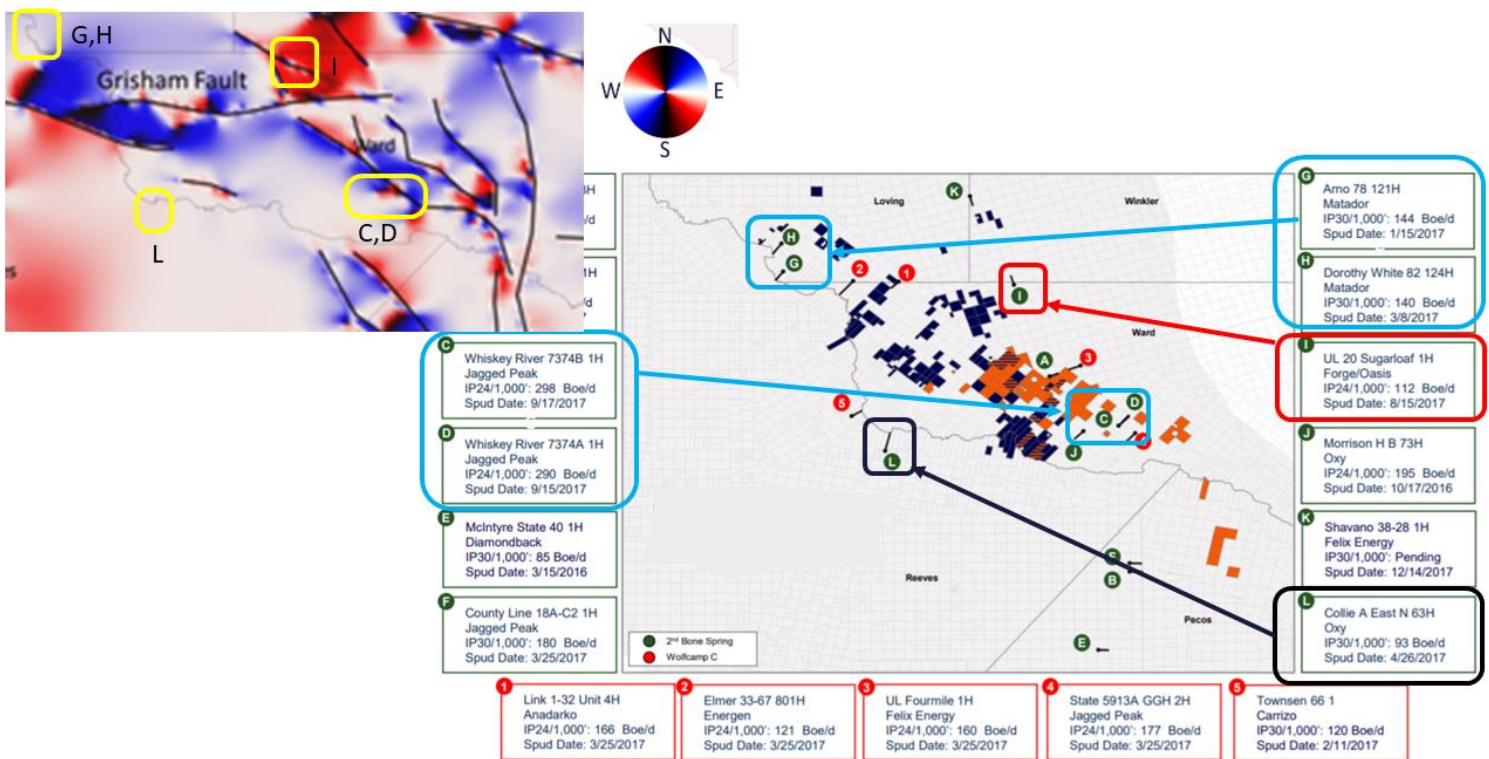 G,H
I
Grisham Fault
Ward
L
C,D
N
W
E
S
H
/d
1H
/d
C
Whiskey River 7374B 1H
Jagged Peak
IP24/1,000': 298 Boe/d
Spud Date: 9/17/2017
D
Whiskey River 7374A 1H
Jagged Peak
IP24/1,000': 290 Boe/d
Spud Date: 9/15/2017
E
McIntyre State 40 1H
Diamondback
IP30/1,000': 85 Boe/d
Spud Date: 3/15/2016
F
County Line 18A-C2 1H
Jagged Peak
IP30/1,000': 180 Boe/d
Spud Date: 3/25/2017
K
Loving
Winkler
H
G
2
1
I
Ward
A
3
D
C
5
J
L
B
Reeves
Pecos
E
2nd Bone Spring
Wolfcamp C
G
Arno 78 121H
Matador
IP30/1,000': 144 Boe/d
Spud Date: 1/15/2017
H
Dorothy White 82 124H
Matador
IP30/1,000': 140 Boe/d
Spud Date: 3/8/2017
I
UL 20 Sugarloaf 1H
Forge/Oasis
IP24/1,000': 112 Boe/d
Spud Date: 8/15/2017
J
Morrison H B 73H
Oxy
IP24/1,000': 195 Boe/d
Spud Date: 10/17/2016
K
Shavano 38-28 1H
Felix Energy
IP30/1,000': Pending
Spud Date: 12/14/2017
L
Collie A East N 63H
Oxy
IP30/1,000': 93 Boe/d
Spud Date: 4/26/2017
1
Link 1-32 Unit 4H
Anadarko
IP24/1,000': 166 Boe/d
Spud Date: 3/25/2017
2
Elmer 33-67 801H
Energen
IP24/1,000': 121 Boe/d
Spud Date: 3/25/2017
3
UL Fourmile 1H
Felix Energy
IP24/1,000': 160 Boe/d
Spud Date: 3/25/2017
4
State 5913A GGH 2H
Jagged Peak
IP24/1,000': 177 Boe/d
Spud Date: 3/25/2017
5
Townsen 66 1
Carrizo
IP30/1,000': 120 Boe/d
Spud Date: 2/11/2017